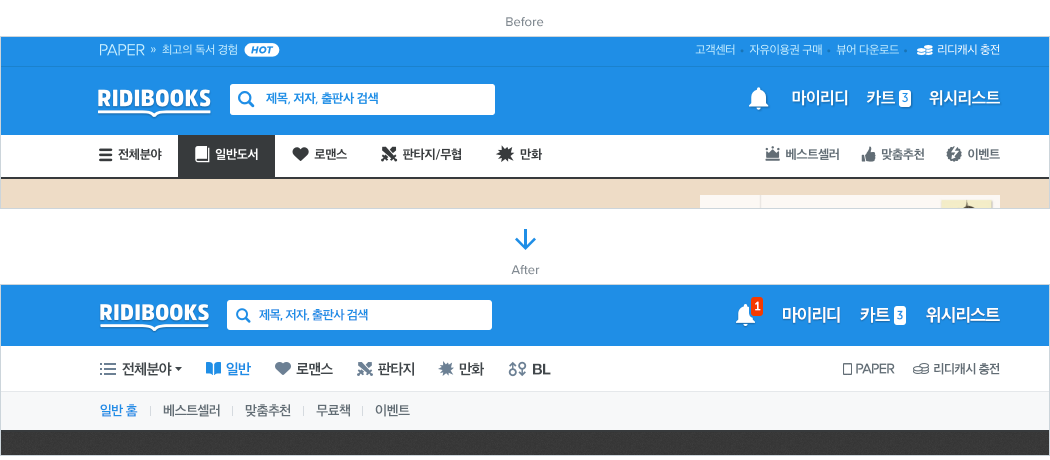 Before
PAPER » 최고의 독서 경험 HOT 고객센터 • 자유이용권 구매 • 뷰어 다운로드 • 리디캐시 충전
RIDIBOOKS 제목, 저자, 출판사 검색 마이리디 카트 3 위시리스트
전체분야 일반도서 로맨스 판타지/무협 만화 베스트셀러 맞춤추천 이벤트
After
RIDIBOOKS 제목, 저자, 출판사 검색 1 마이리디 카트 3 위시리스트
전체분야 일반 로맨스 판타지 만화 BL PAPER 리디캐시 충전
일반 홈 | 베스트셀러 | 맞춤추천 | 무료책 | 이벤트